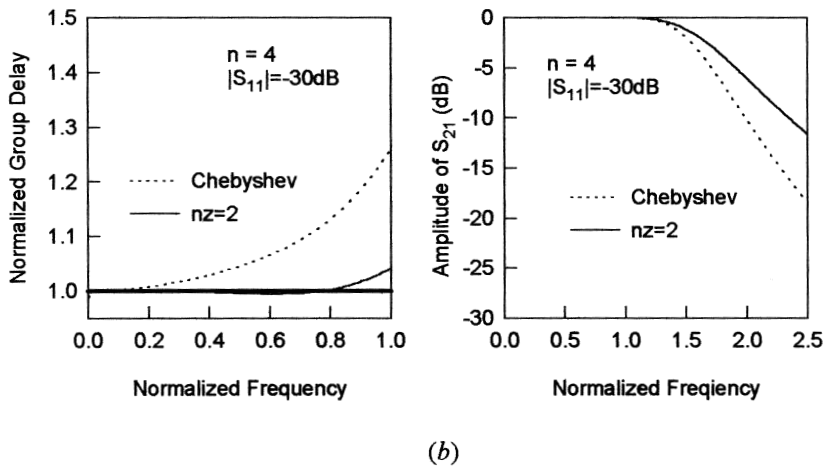 1.5
1.4
1.3
1.2
1.1
1.0
Normalized Group Delay
n = 4
|S11|=-30dB
Chebyshev
nz=2
0.0 0.2 0.4 0.6 0.8 1.0
Normalized Frequency
0
-5
-10
-15
-20
-25
-30
Amplitude of S21 (dB)
n = 4
|S11|=-30dB
Chebyshev
nz=2
0.0 0.5 1.0 1.5 2.0 2.5
Normalized Freqiency
(b)